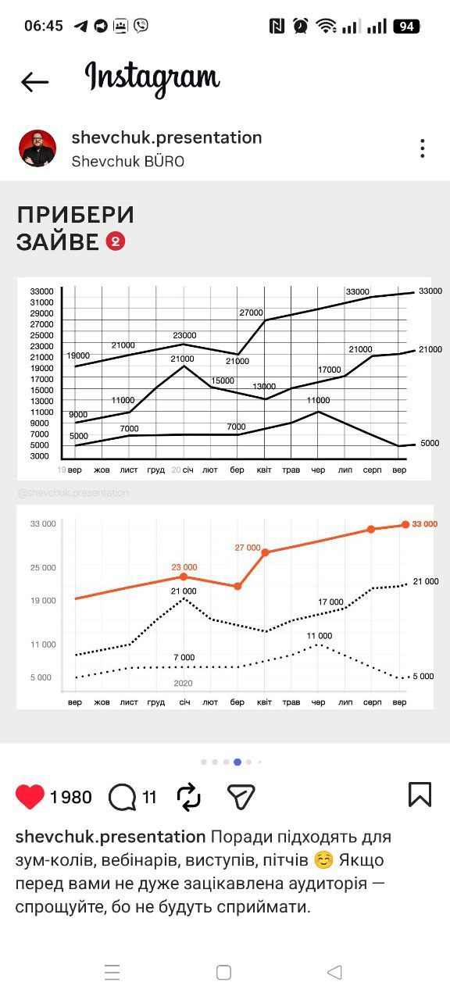 06:45
94
Instagram
shevchuk.presentation
Shevchuk BÜRO
ПРИБЕРИ
ЗАЙВЕ 2
33000
31000
29000
27000
25000
23000
21000
19000
17000
15000
13000
11000
9000
7000
5000
3000
19000 21000 23000 21000 27000 33000 33000
9000 11000 21000 15000 13000 17000 21000 21000
5000 7000 7000 11000 5000
19 вер жовт лист груд 20 січ лют бер квіт трав чер лип серп вер
@shevchuk.presentation
33 000
25 000
19 000
11 000
5 000
23 000 27 000 33 000
21 000 17 000 21 000
7 000 11 000 5 000
2020
вер жов лист груд січ лют бер квіт трав чер лип серп вер
1 980 11
shevchuk.presentation Поради підходять для
зум-колів, вебінарів, виступів, пітчів ☺️ Якщо
перед вами не дуже зацікавлена аудиторія —
спрощуйте, бо не будуть сприймати.